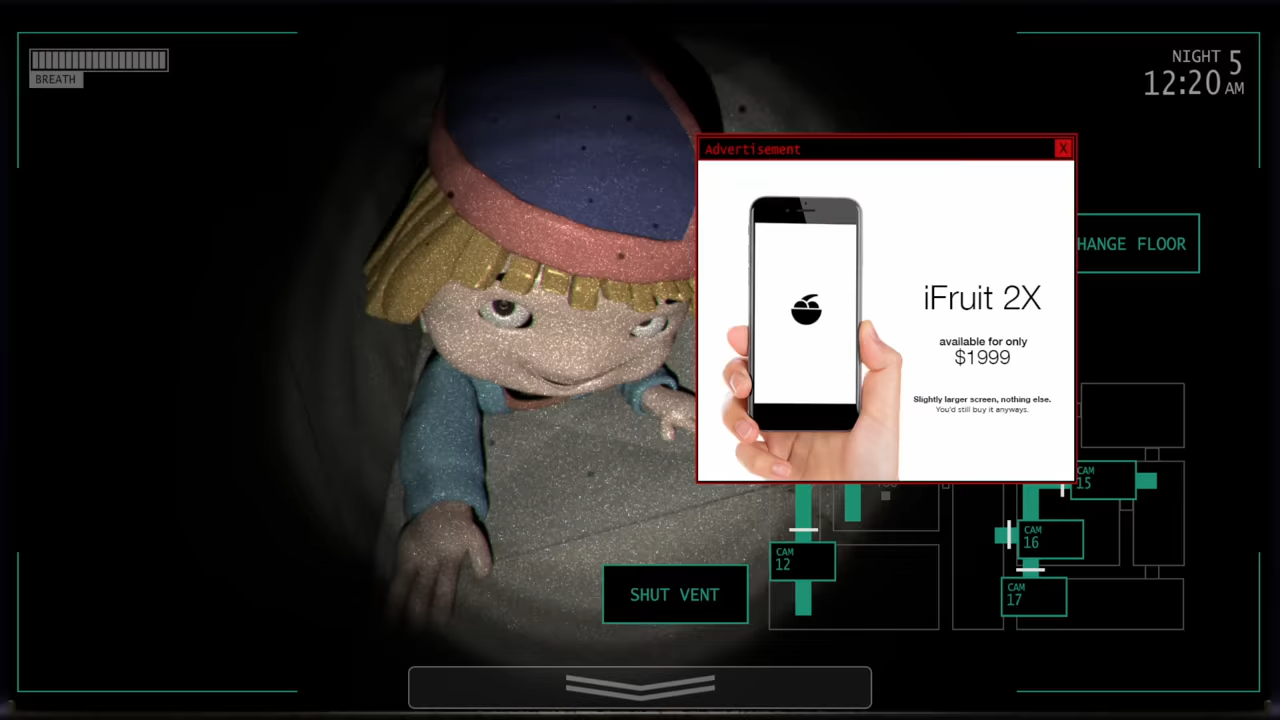 BREATH
NIGHT 5
12:20 AM
Advertisement
X
HANGE FLOOR
iFruit 2X
available for only
$1999
Slightly larger screen, nothing else.
You'd still buy it anyways.
CAM
15
CAM
16
CAM
12
CAM
17
SHUT VENT